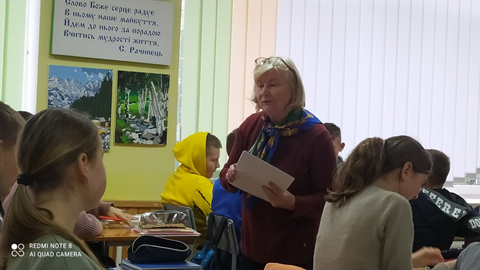 Слово Боже серце радує
В ньому наше майбуття.
Йдем до нього за порадою
Вчитись мудрості життя.
С. Рачинець
REDMI NOTE 8
AI QUAD CAMERA